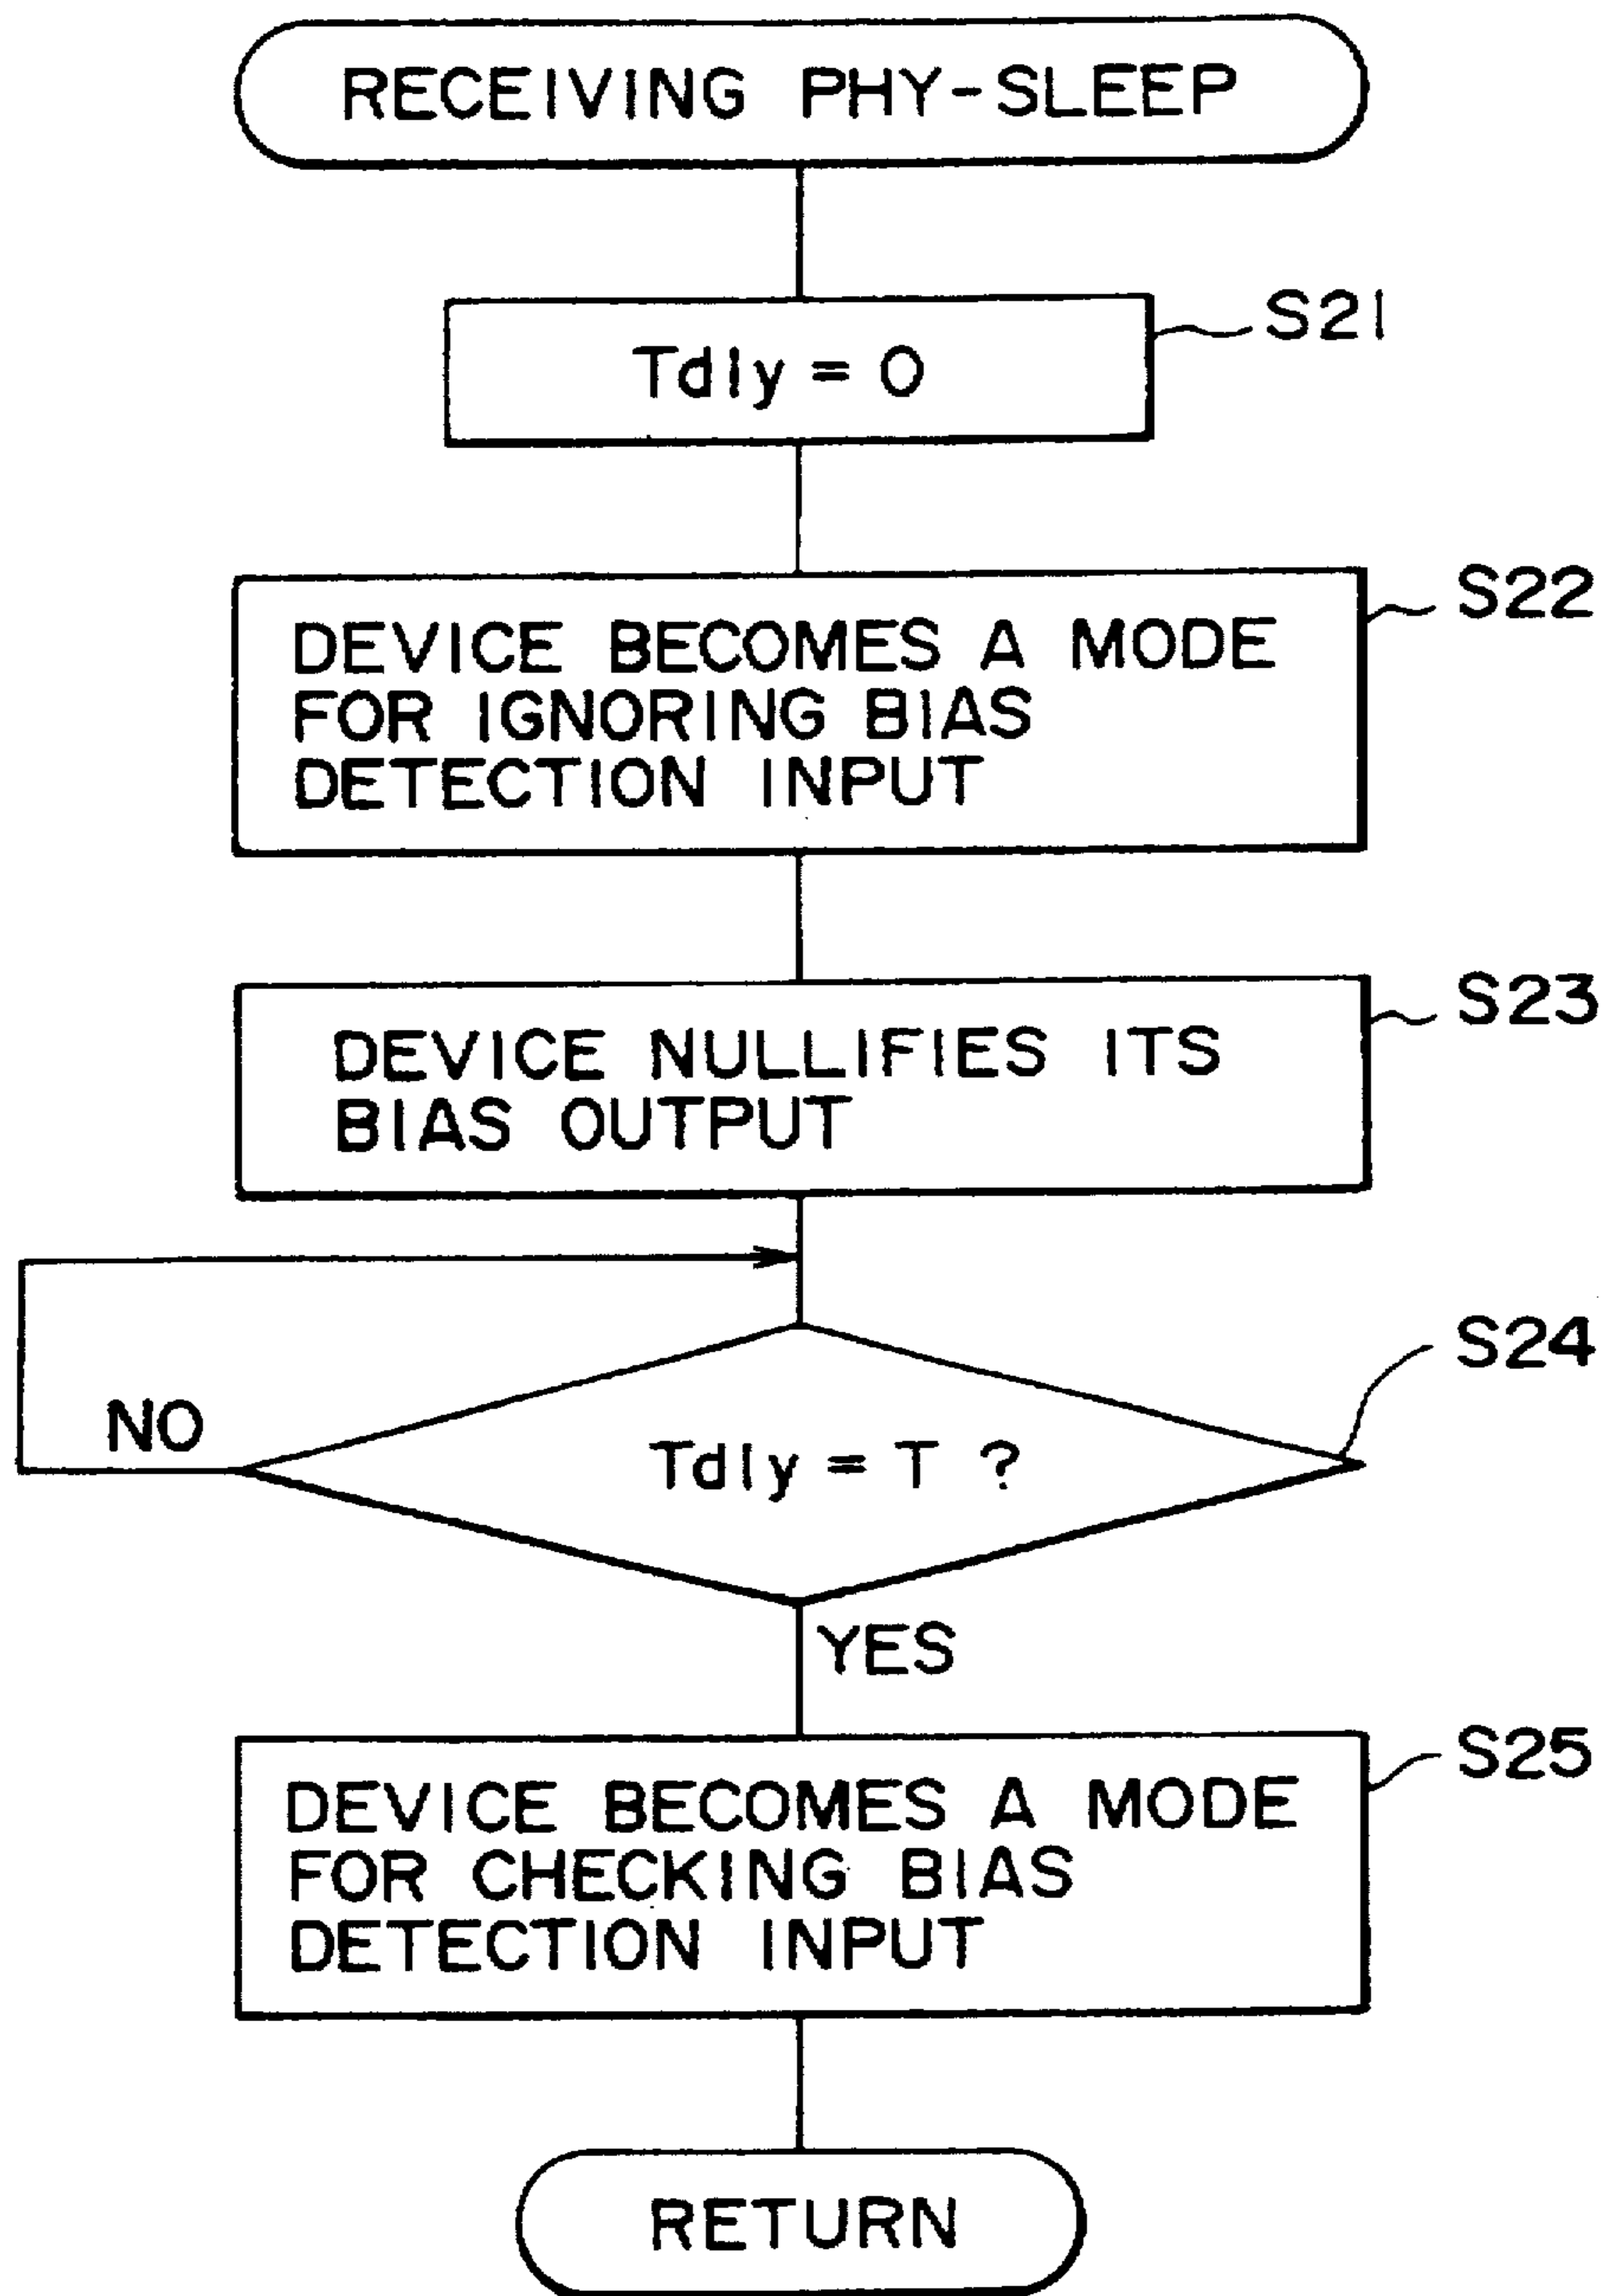 RECEIVING PHY-SLEEP
Tdly = 0
S21
DEVICE BECOMES A MODE
FOR IGNORING BIAS
DETECTION INPUT
S22
DEVICE NULLIFIES ITS
BIAS OUTPUT
S23
Tdly = T ?
S24
NO
YES
DEVICE BECOMES A MODE
FOR CHECKING BIAS
DETECTION INPUT
S25
RETURN